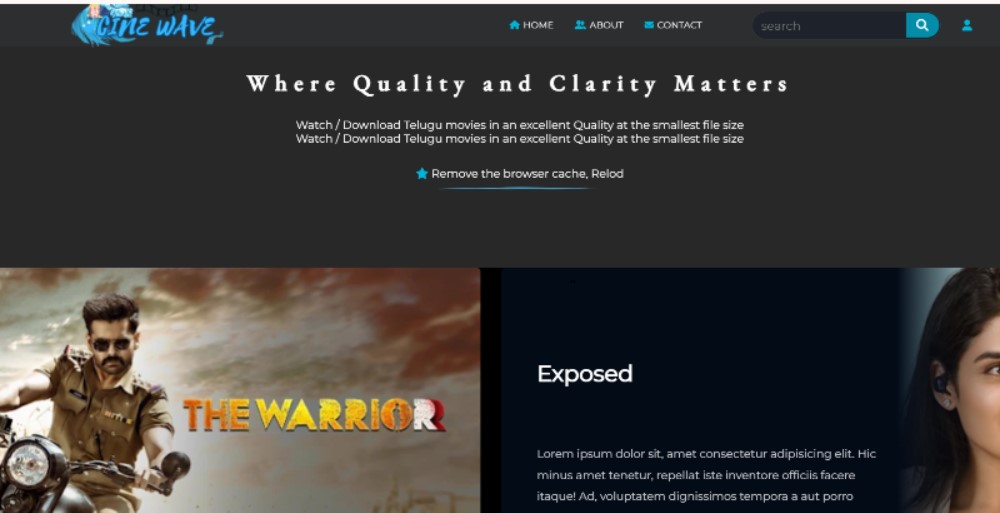 CINE WAVE
HOME ABOUT CONTACT search
Where Quality and Clarity Matters
Watch / Download Telugu movies in an excellent Quality at the smallest file size
Watch / Download Telugu movies in an excellent Quality at the smallest file size
Remove the browser cache, Relod
THE WARRIOR
Exposed
Lorem ipsum dolor sit, amet consectetur adipisicing elit. Hic
minus amet tenetur, repellat iste inventore officiis facere
itaque! Ad, voluptatem dignissimos tempora a aut porro